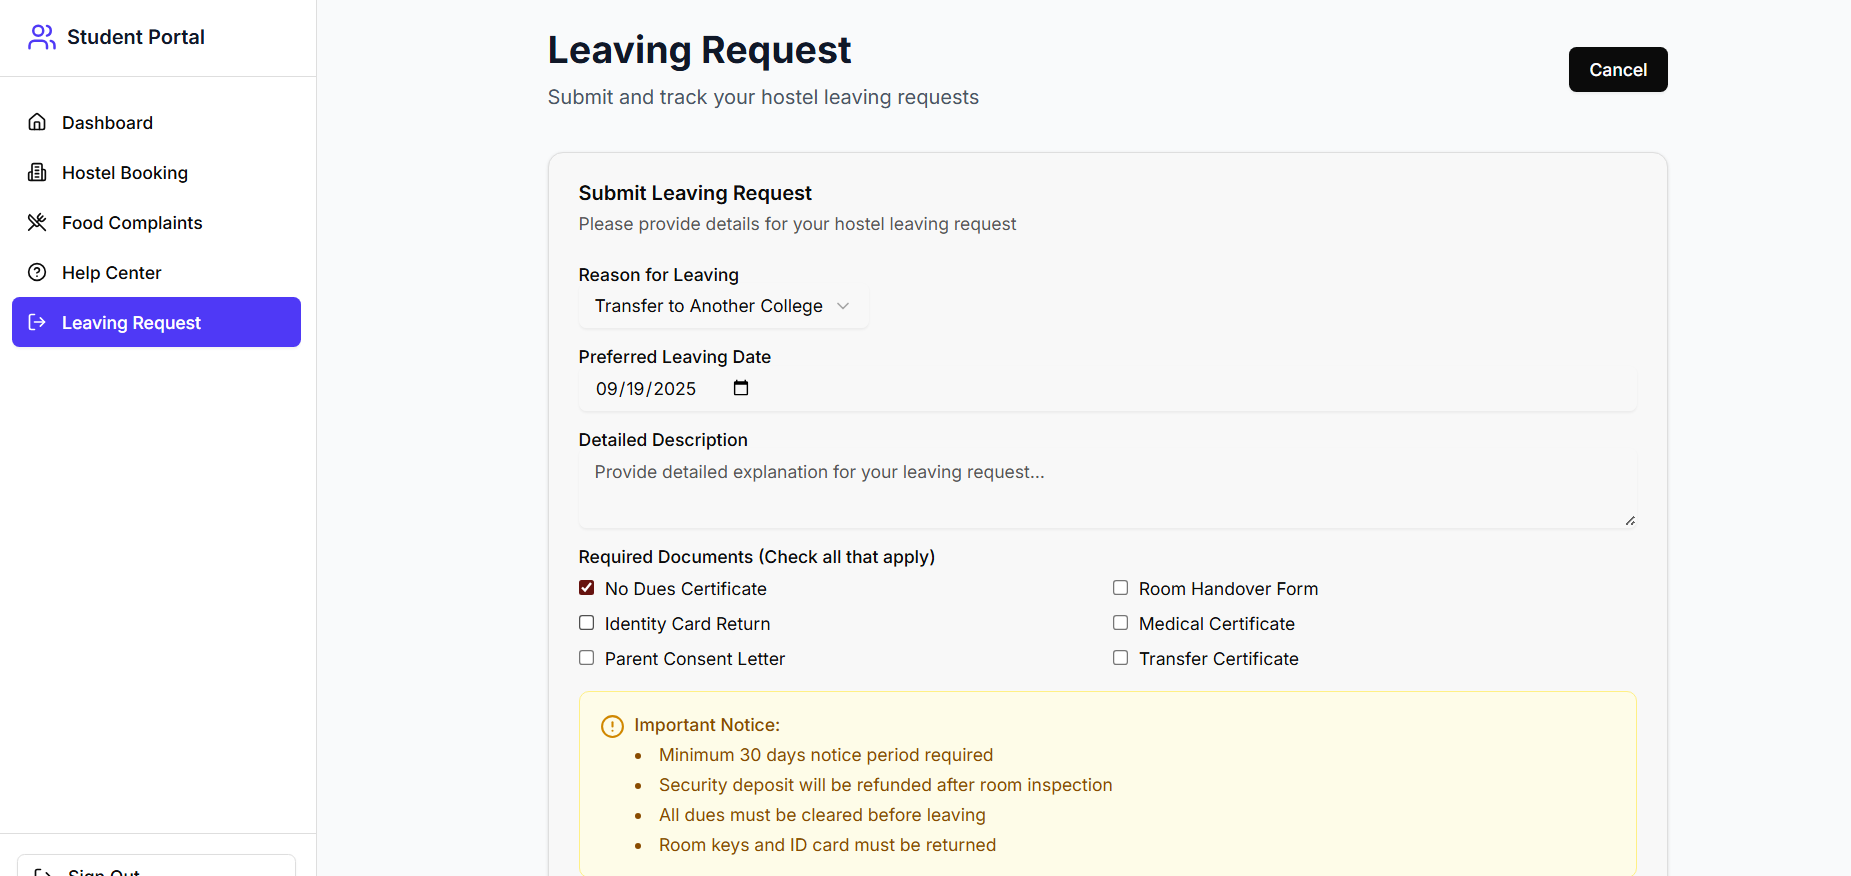 Student Portal
Dashboard
Hostel Booking
Food Complaints
Help Center
Leaving Request
Sign Out
Leaving Request
Submit and track your hostel leaving requests
Cancel
Submit Leaving Request
Please provide details for your hostel leaving request
Reason for Leaving
Transfer to Another College
Preferred Leaving Date
09/19/2025
Detailed Description
Provide detailed explanation for your leaving request...
Required Documents (Check all that apply)
No Dues Certificate
Room Handover Form
Identity Card Return
Medical Certificate
Parent Consent Letter
Transfer Certificate
Important Notice:
Minimum 30 days notice period required
Security deposit will be refunded after room inspection
All dues must be cleared before leaving
Room keys and ID card must be returned